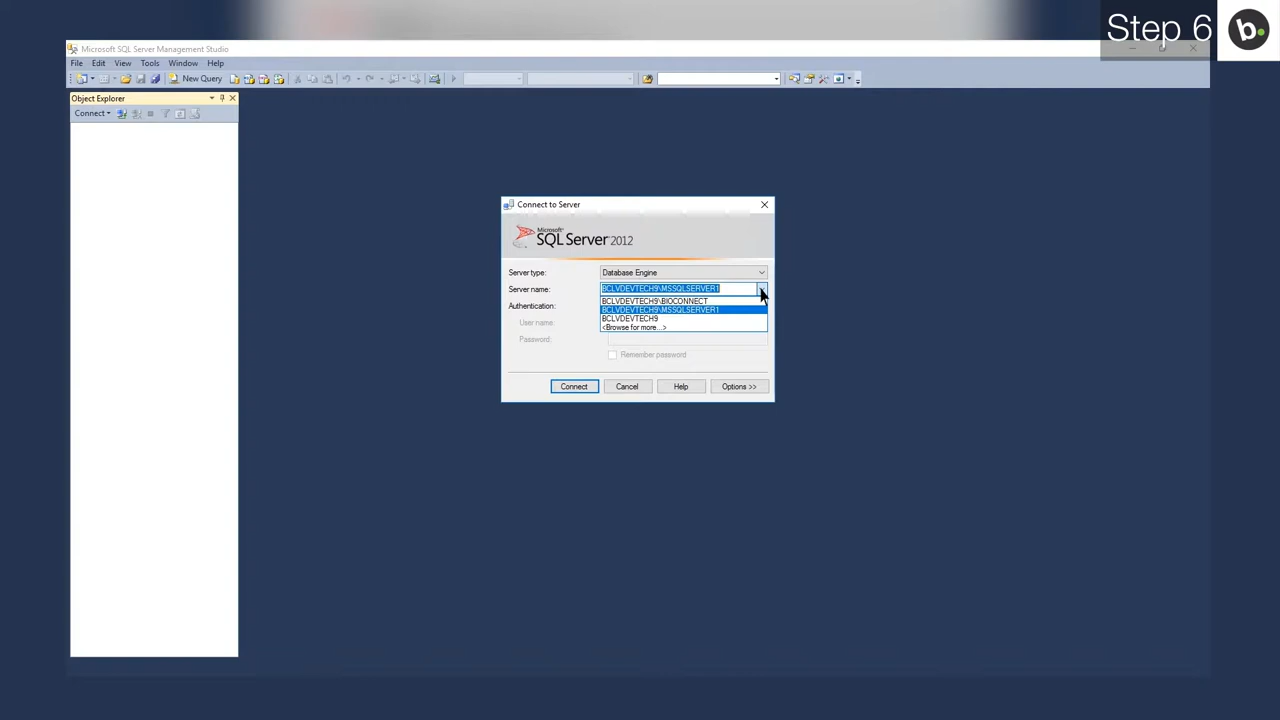 Step 6
b.
Microsoft SQL Server Management Studio
File Edit View Tools Window Help
New Query
Object Explorer
Connect
Connect to Server
Microsoft
SQL Server 2012
Server type: Database Engine
Server name: BCLVDEVTECH9\MSSQLSERVER1
BCLVDEVTECH9\BIOCONNECT
Authentication: BCLVDEVTECH9\MSSQLSERVER1
BCLVDEVTECH9
User name: <Browse for more...>
Password:
Remember password
Connect Cancel Help Options >>